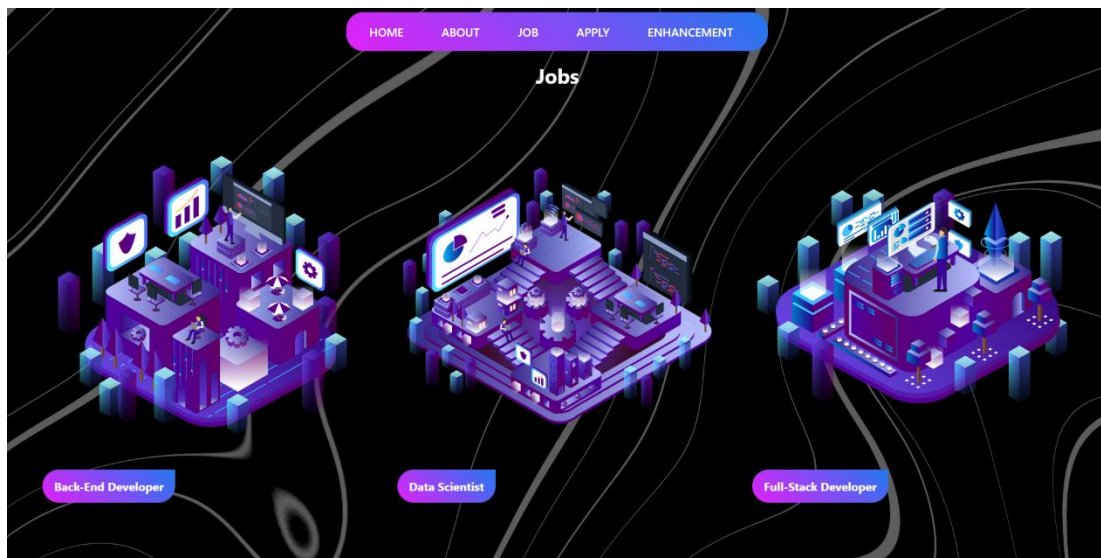 HOME ABOUT JOB APPLY ENHANCEMENT
Jobs
Back-End Developer Data Scientist Full-Stack Developer